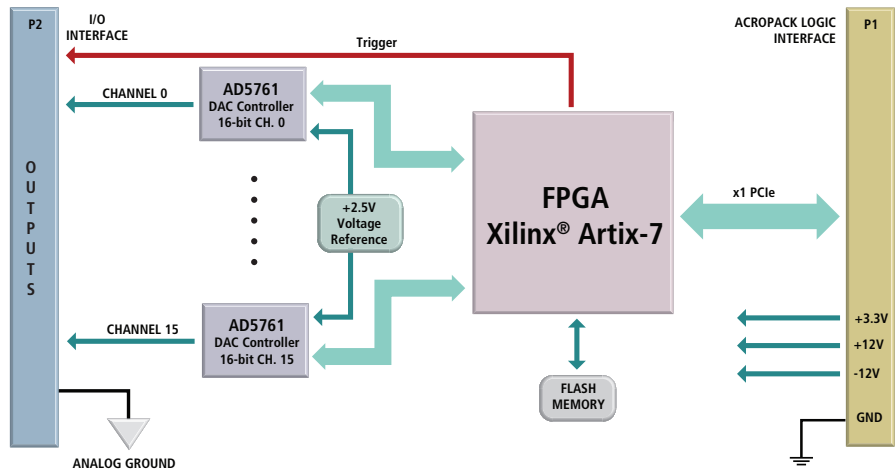 P2
I/O
INTERFACE
Trigger
ACROPACK LOGIC
INTERFACE
P1
CHANNEL 0
AD5761
DAC Controller
16-bit CH. 0
OUTPUTS
+2.5V
Voltage
Reference
FPGA
Xilinx® Artix-7
x1 PCIe
CHANNEL 15
AD5761
DAC Controller
16-bit CH. 15
+3.3V
+12V
-12V
FLASH
MEMORY
GND
ANALOG GROUND